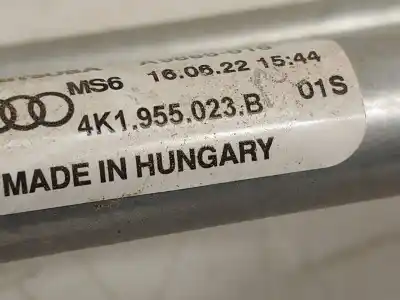 MS6 16.06.22 15:44
4K1.955.023.B 01S
MADE IN HUNGARY